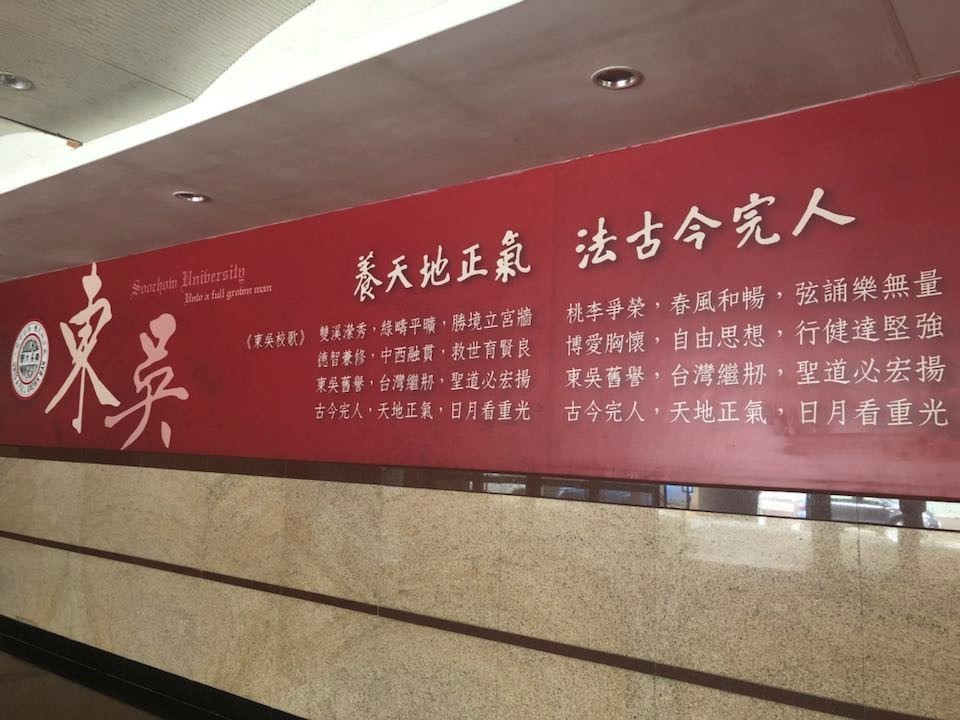 東吳
Soochow University
Unto a full grown man
養天地正氣 法古今完人
《東吳校歌》
雙溪潆秀，綠疇平曠，勝境立宮牆
德智兼修，中西融貫，救世育賢良
東吳舊譽，台灣繼牣，聖道必宏揚
古今完人，天地正氣，日月看重光
桃李爭榮，春風和暢，弦誦樂無量
博愛胸懷，自由思想，行健達堅強
東吳舊譽，台灣繼牣，聖道必宏揚
古今完人，天地正氣，日月看重光